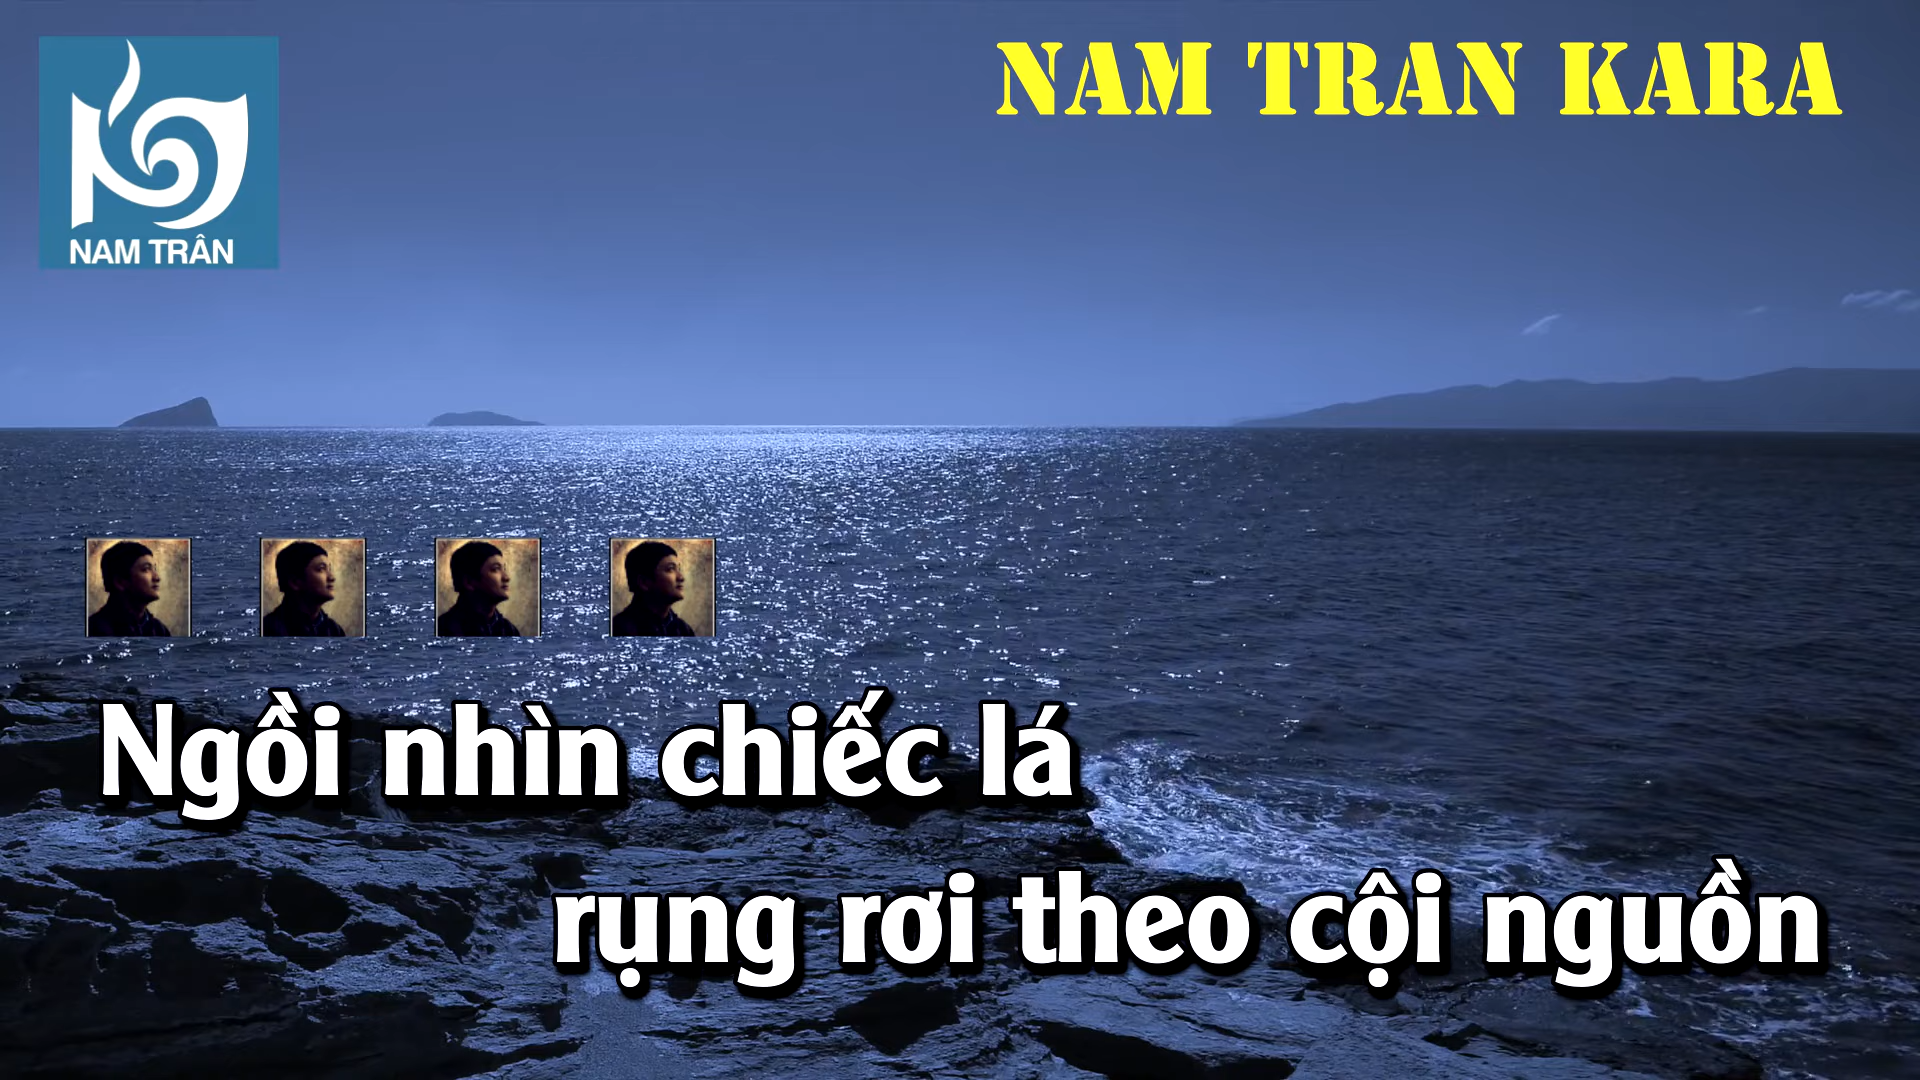 NAM TRAN KARA
NAM TRÂN
Ngồi nhìn chiếc lá
rụng rơi theo cội nguồn